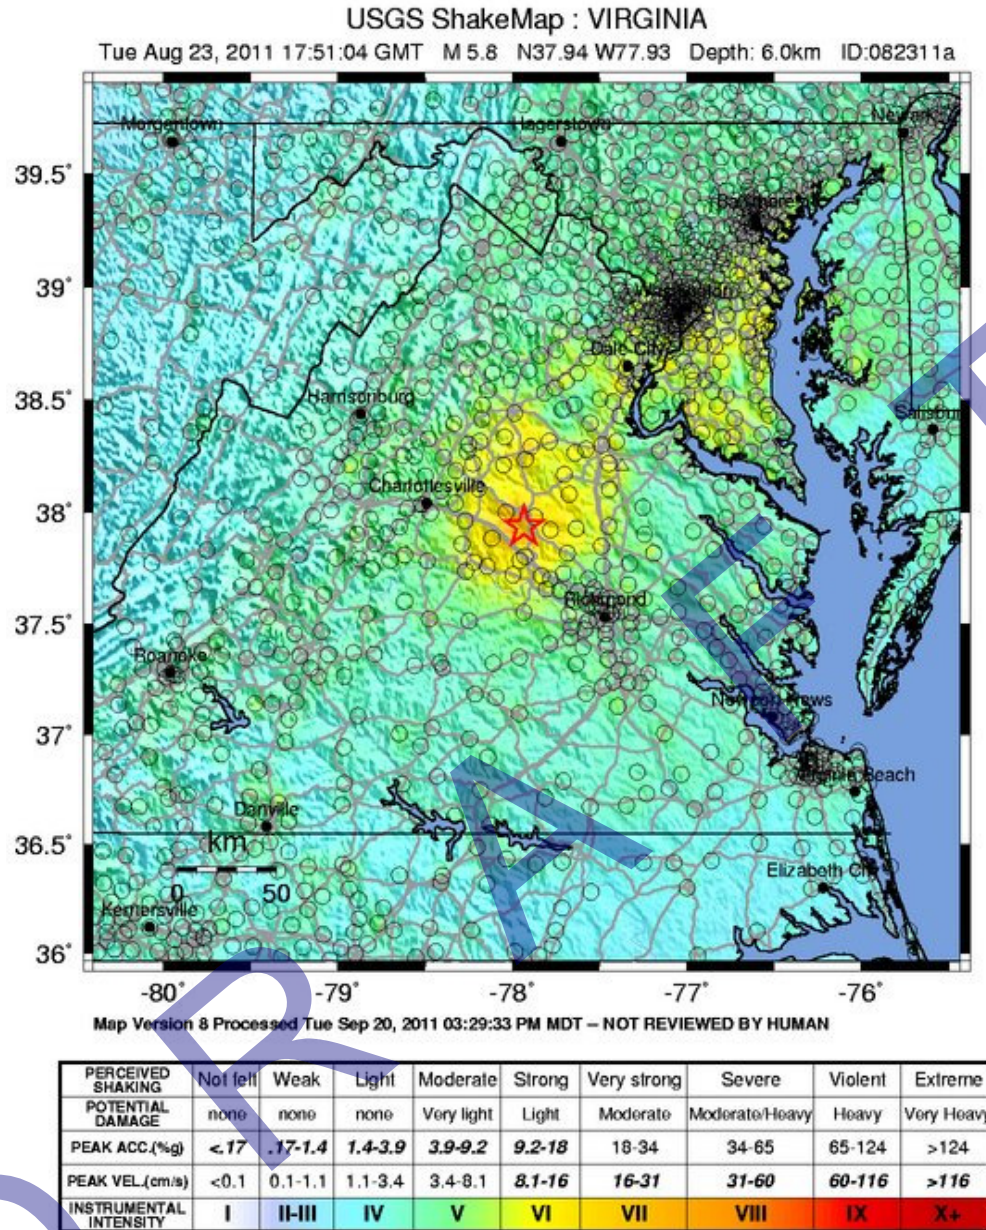 USGS ShakeMap : VIRGINIA
Tue Aug 23, 2011 17:51:04 GMT M 5.8 N37.94 W77.93 Depth: 6.0km ID:082311a
Morgantown
Hagerstown
Newark
39.5°
Baltimore
39°
Washington
Dale City
38.5°
Harrisonburg
Salisbury
Charlottesville
38°
Richmond
37.5°
Roanoke
Newport News
37°
Virginia Beach
Danville
36.5°
km
0 50
Elizabeth City
Kernersville
36°
-80° -79° -78° -77° -76°
Map Version 8 Processed Tue Sep 20, 2011 03:29:33 PM MDT – NOT REVIEWED BY HUMAN
PERCEIVED SHAKING Not felt Weak Light Moderate Strong Very strong Severe Violent Extreme
POTENTIAL DAMAGE none none none Very light Light Moderate Moderate/Heavy Heavy Very Heavy
PEAK ACC.(%g) <.17 .17-1.4 1.4-3.9 3.9-9.2 9.2-18 18-34 34-65 65-124 >124
PEAK VEL.(cm/s) <0.1 0.1-1.1 1.1-3.4 3.4-8.1 8.1-16 16-31 31-60 60-116 >116
INSTRUMENTAL INTENSITY I II-III IV V VI VII VIII IX X+